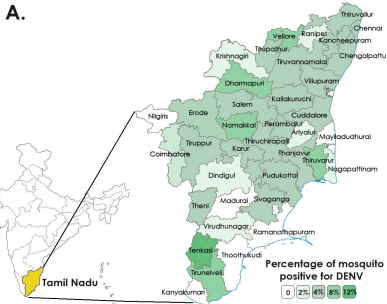 A.
Thiruvallur
Chennai
Vellore
Ranipet
Kancheepuram
Tirupathur
Chengalpattu
Krishnagiri
Tiruvannamalai
Dharmapuri
Villupuram
Salem
Kallakuruchi
Nilgiris
Erode
Cuddalore
Namakkal
Perambalur
Ariyalur
Mayiladudhurai
Tiruppur
Thiruchirapalli
Karur
Thanjavur
Coimbatore
Thiruvarur
Nagapattinam
Dindigul
Pudukottai
Theni
Madurai
Sivaganga
Virudhunagar
Ramanathapuram
Tenkasi
Thoothukudi
Tirunelveli
Kanyakumari
Tamil Nadu
Percentage of mosquito
positive for DENV
0 2% 4% 8% 12%